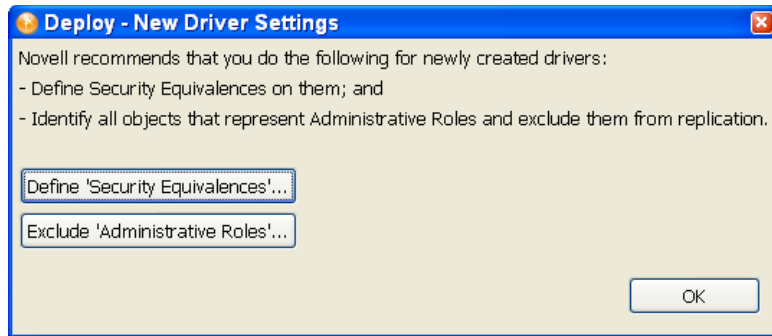 Deploy - New Driver Settings
Novell recommends that you do the following for newly created drivers:
- Define Security Equivalences on them; and
- Identify all objects that represent Administrative Roles and exclude them from replication.
Define 'Security Equivalences'...
Exclude 'Administrative Roles'...
OK